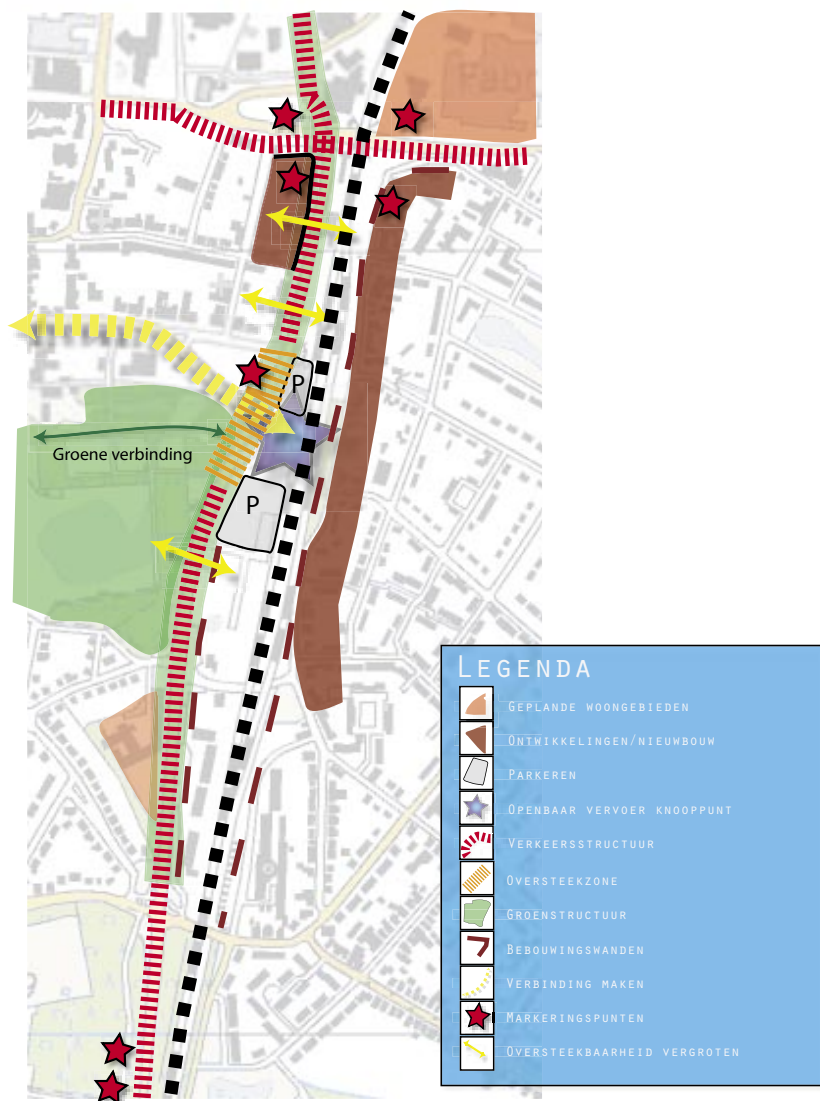 Fabr
P
Groene verbinding
P
Legenda
Geplande woongebieden
Ontwikkelingen/nieuwbouw
Parkeren
Openbaar vervoer knooppunt
Verkeersstructuur
Oversteekzone
Groenstructuur
Bebouwingswanden
Verbinding maken
Markeringspunten
Oversteekbaarheid vergroten